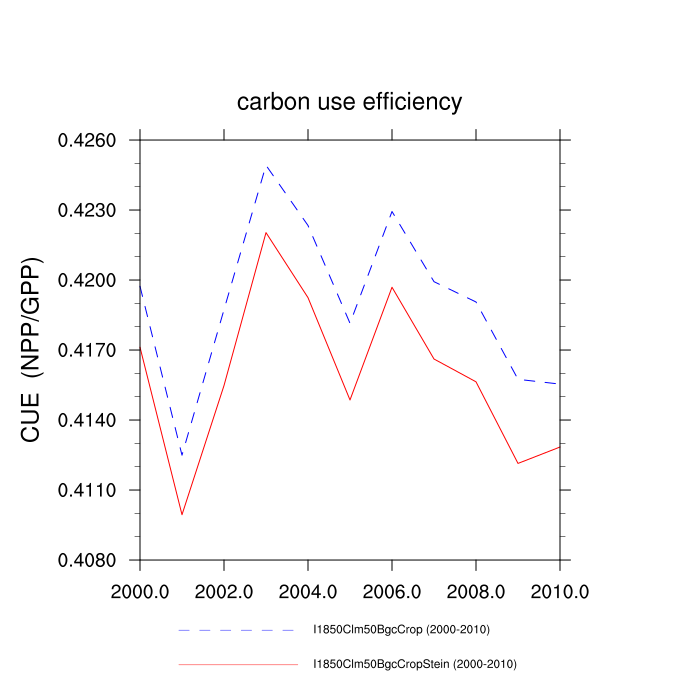 carbon use efficiency
0.4260
0.4230
0.4200
0.4170
0.4140
0.4110
0.4080
CUE (NPP/GPP)
2000.0 2002.0 2004.0 2006.0 2008.0 2010.0
I1850Clm50BgcCrop (2000-2010)
I1850Clm50BgcCropStein (2000-2010)